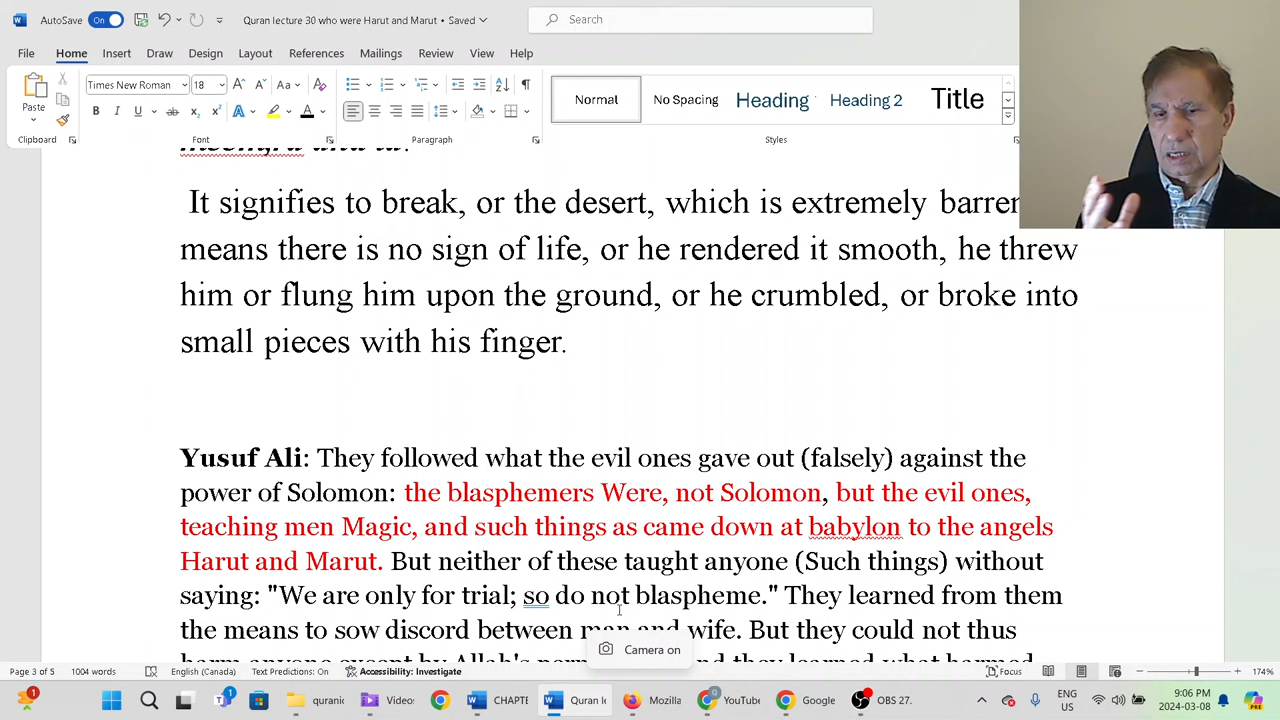 AutoSave On Quran lecture 30 who were Harut and Marut • Saved Search
File Home Insert Draw Design Layout References Mailings Review View Help
Times New Roman 18 Aa
Paste B I U ab x₂ x² A A Normal No Spacing Heading Heading 2 Title
Clipboard Font Paragraph Styles
It signifies to break, or the desert, which is extremely barren
means there is no sign of life, or he rendered it smooth, he threw
him or flung him upon the ground, or he crumbled, or broke into
small pieces with his finger.
Yusuf Ali: They followed what the evil ones gave out (falsely) against the
power of Solomon: the blasphemers Were, not Solomon, but the evil ones,
teaching men Magic, and such things as came down at babylon to the angels
Harut and Marut. But neither of these taught anyone (Such things) without
saying: "We are only for trial; so do not blaspheme." They learned from them
the means to sow discord between man and wife. But they could not thus
Camera on
Page 3 of 5 1004 words English (Canada) Text Predictions: On Accessibility: Investigate Focus 174%
quranic Videos CHAPTE Quran le Mozilla YouTube Google OBS 27. ENG US 9:06 PM 2024-03-08